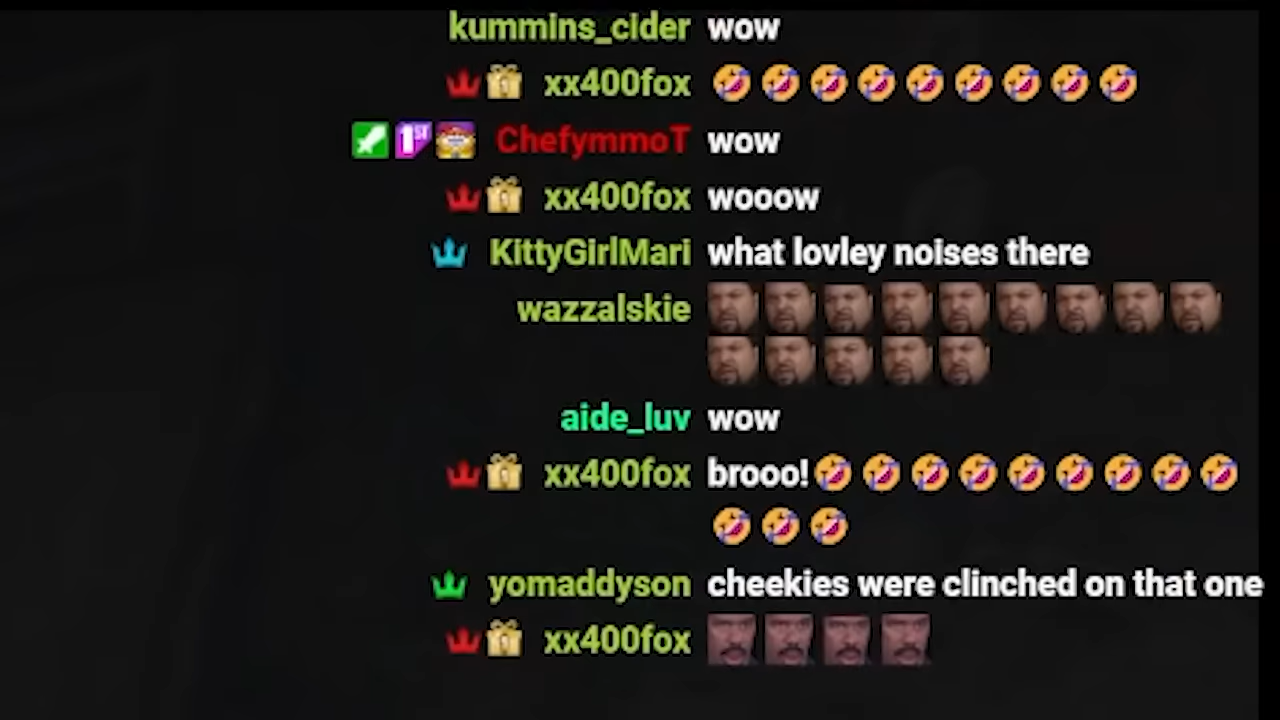 kummins_cider wow
xx400fox 🤣🤣🤣🤣🤣🤣🤣🤣🤣
1ST ChefymmoT wow
xx400fox wooow
KittyGirlMari what lovley noises there
wazzalskie
aide_luv wow
xx400fox brooo!🤣🤣🤣🤣🤣🤣🤣🤣🤣
🤣🤣🤣
yomaddyson cheekies were clinched on that one
xx400fox